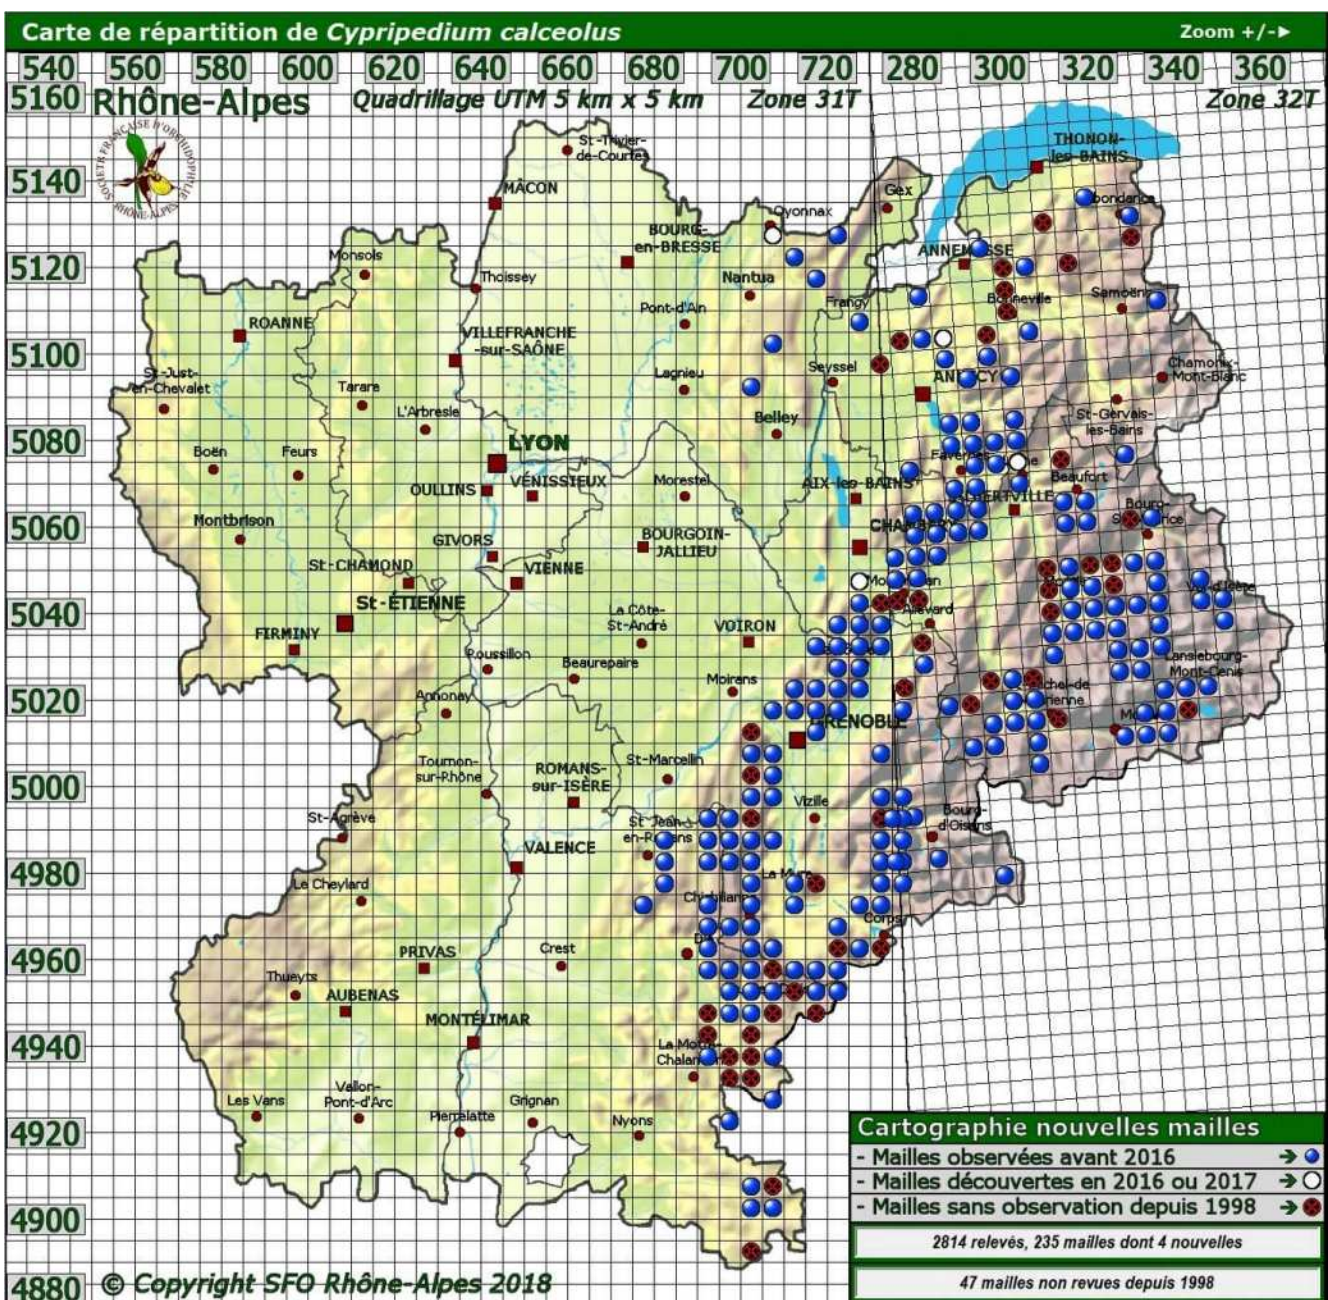 Carte de répartition de Cypripedium calceolus
Zoom +/-►
540 560 580 600 620 640 660 680 700 720 280 300 320 340 360
5160
Rhône-Alpes
Quadrillage UTM 5 km x 5 km
Zone 31T
Zone 32T
SOCIETE FRANÇAISE D'ORCHIDOPHILIE
RHÔNE-ALPES
St-Trivier-
de-Courtes
THONON-
les-BAINS
5140
MÂCON
Gex
Oyonnax
BOURG-
en-BRESSE
5120
Monsols
Thoissey
Nantua
Frangy
Bonneville
Pont-d'Ain
ROANNE
VILLEFRANCHE
-sur-SAÔNE
5100
St-Just-
en-Chevalet
Tarare
Lagnieu
Seyssel
Chamonix-
Mont-Blanc
L'Arbresle
Belley
St-Gervais-
les-Bains
5080
LYON
Boën
Feurs
OULLINS
VÉNISSIEUX
Morestel
AIX-les-BAINS
Beaufort
5060
Montbrison
GIVORS
BOURGOIN-
JALLIEU
St-CHAMOND
VIENNE
5040
St-ÉTIENNE
La Côte-
St-André
VOIRON
FIRMINY
Roussillon
Beaurepaire
Moirans
Lanslebourg-
Mont-Cenis
5020
Annonay
GRENOBLE
Tournon-
sur-Rhône
ROMANS-
sur-ISÈRE
St-Marcellin
5000
Vizille
Bourg-
d'Oisans
St-Agrève
VALENCE
4980
Le Cheylard
Corps
4960
PRIVAS
Crest
Thueyts
AUBENAS
MONTÉLIMAR
4940
Vallon-
Pont-d'Arc
Les Vans
Pierrelatte
Grignan
Nyons
4920
4900
4880
© Copyright SFO Rhône-Alpes 2018
Cartographie nouvelles mailles
- Mailles observées avant 2016 →
- Mailles découvertes en 2016 ou 2017 →
- Mailles sans observation depuis 1998 →
2814 relevés, 235 mailles dont 4 nouvelles
47 mailles non revues depuis 1998